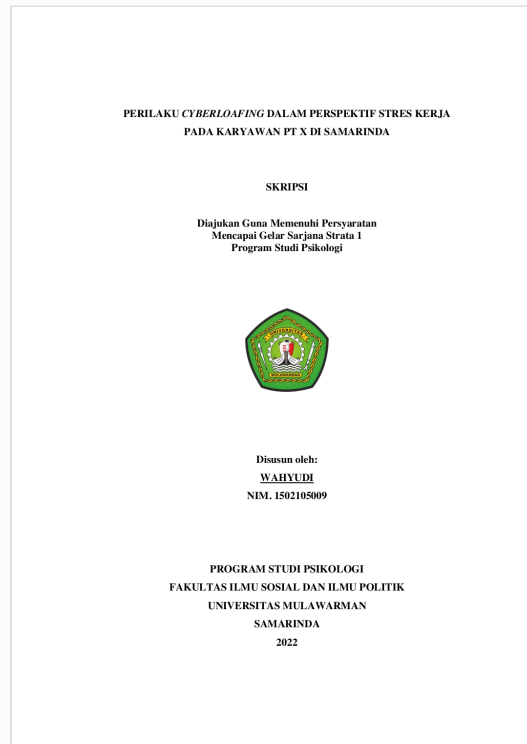 PERILAKU CYBERLOAFING DALAM PERSPEKTIF STRES KERJA
PADA KARYAWAN PT X DI SAMARINDA
SKRIPSI
Diajukan Guna Memenuhi Persyaratan
Mencapai Gelar Sarjana Strata 1
Program Studi Psikologi
UNIVERSITAS
MULAWARMAN
Disusun oleh:
WAHYUDI
NIM. 1502105009
PROGRAM STUDI PSIKOLOGI
FAKULTAS ILMU SOSIAL DAN ILMU POLITIK
UNIVERSITAS MULAWARMAN
SAMARINDA
2022